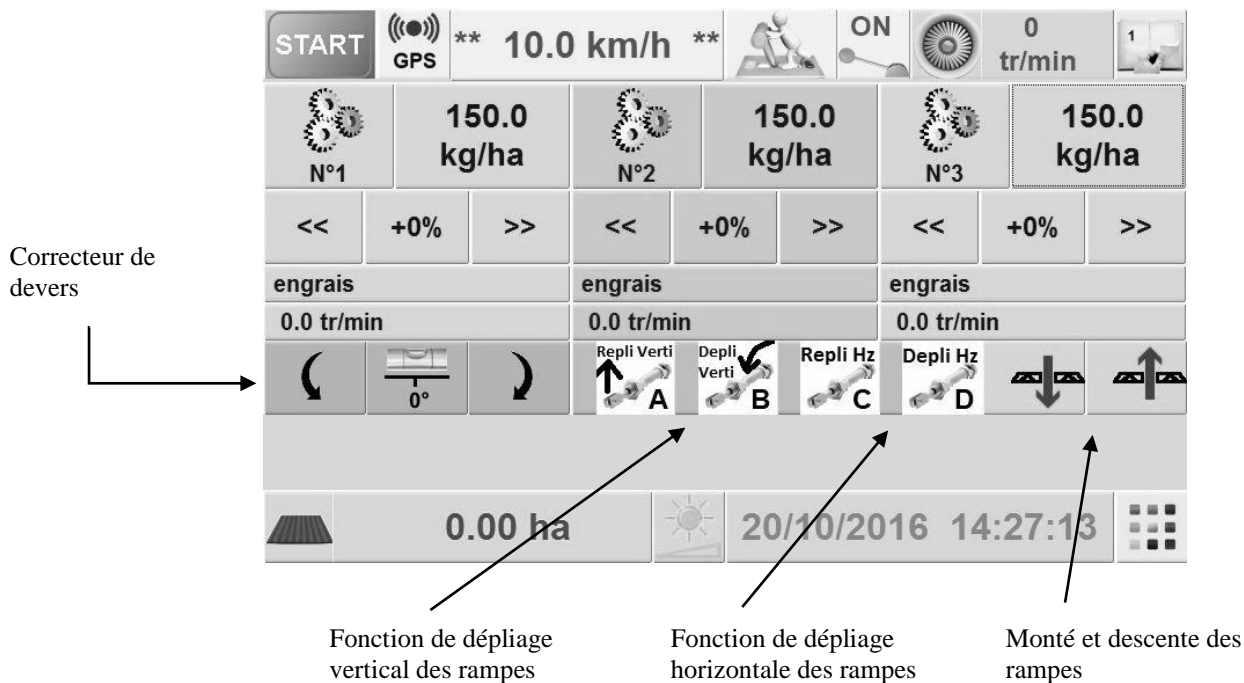 START
GPS
** 10.0 km/h **
ON
0
tr/min
1
N°1
150.0
kg/ha
N°2
150.0
kg/ha
N°3
150.0
kg/ha
<< +0% >> << +0% >> << +0% >>
engrais engrais engrais
0.0 tr/min 0.0 tr/min 0.0 tr/min
Correcteur de
devers
0°
Repli Verti
A
Depli
Verti
B
Repli Hz
C
Depli Hz
D
0.00 ha
20/10/2016 14:27:13
Fonction de dépliage
vertical des rampes
Fonction de dépliage
horizontale des rampes
Monté et descente des
rampes